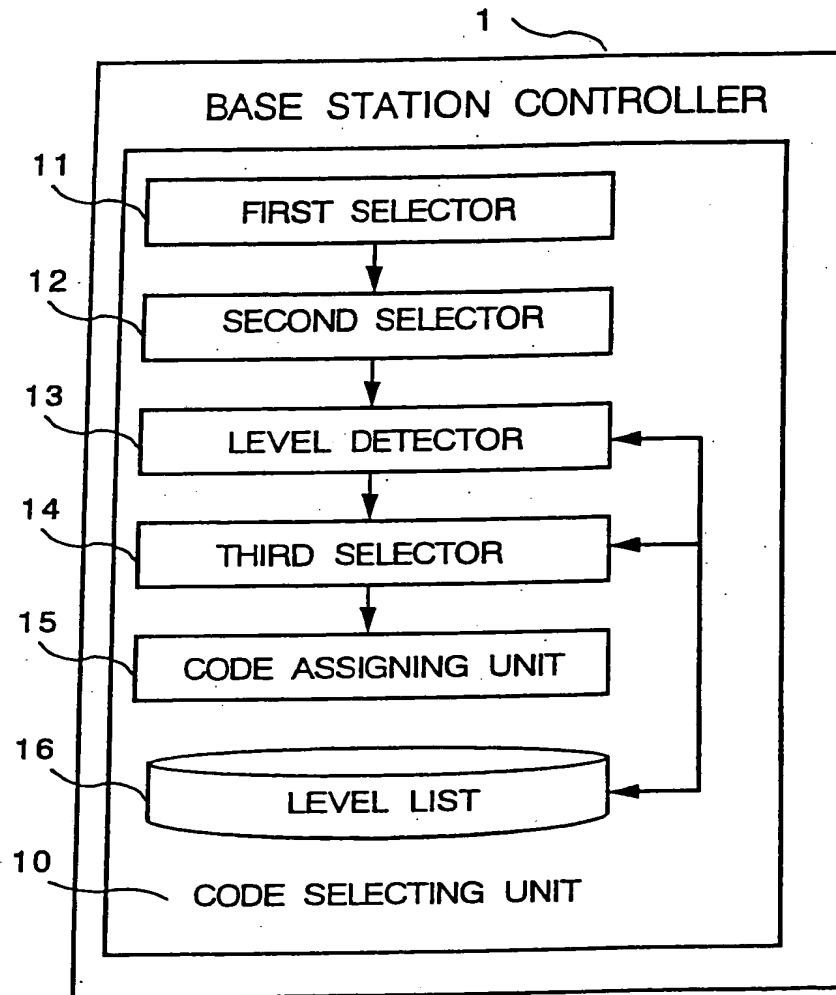 1
BASE STATION CONTROLLER
11
FIRST SELECTOR
12
SECOND SELECTOR
13
LEVEL DETECTOR
14
THIRD SELECTOR
15
CODE ASSIGNING UNIT
16
LEVEL LIST
10
CODE SELECTING UNIT